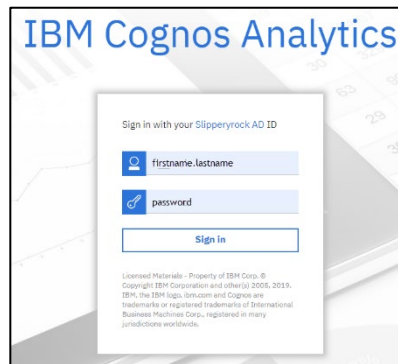 IBM Cognos Analytics
Sign in with your Slipperyrock AD ID
firstname.lastname
password
Sign in
Licensed Materials - Property of IBM Corp. ©
Copyright IBM Corporation and other(s) 2005, 2019.
IBM, the IBM logo, ibm.com and Cognos are
trademarks or registered trademarks of International
Business Machines Corp., registered in many
jurisdictions worldwide.